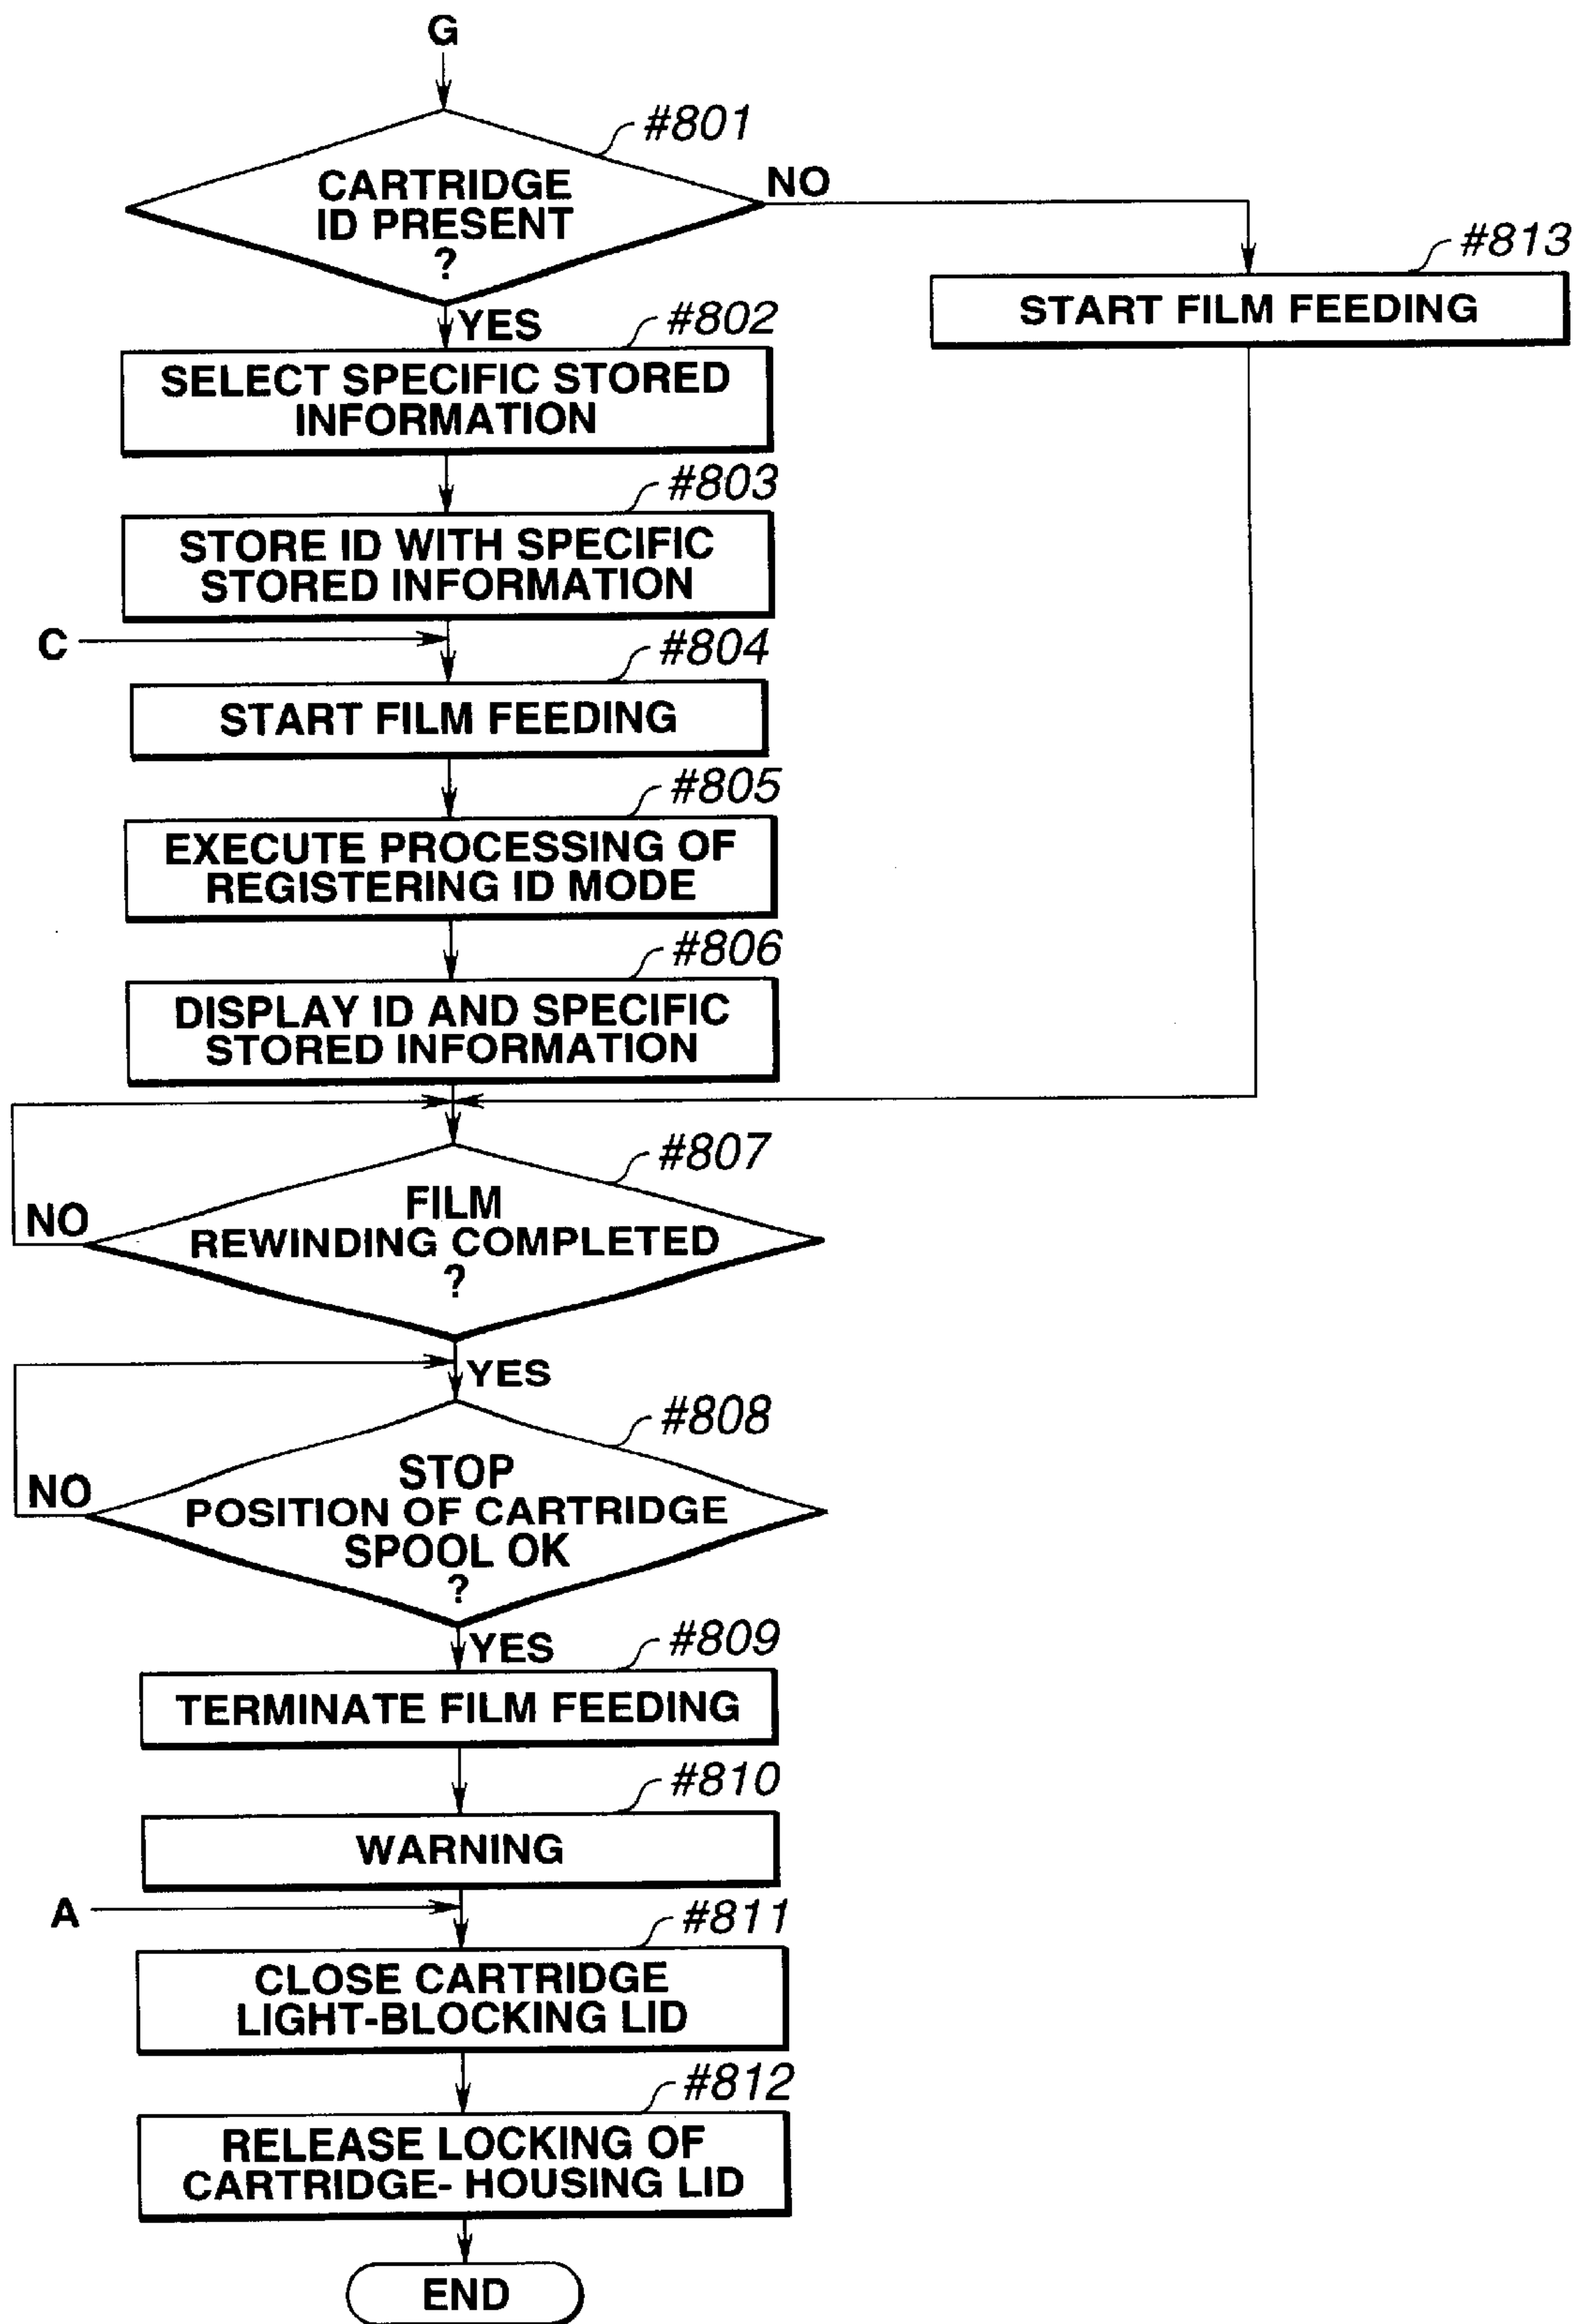 G
#801
CARTRIDGE
ID PRESENT
?
NO
#813
START FILM FEEDING
YES
#802
SELECT SPECIFIC STORED
INFORMATION
#803
STORE ID WITH SPECIFIC
STORED INFORMATION
C
#804
START FILM FEEDING
#805
EXECUTE PROCESSING OF
REGISTERING ID MODE
#806
DISPLAY ID AND SPECIFIC
STORED INFORMATION
#807
FILM
REWINDING COMPLETED
?
NO
YES
#808
STOP
POSITION OF CARTRIDGE
SPOOL OK
?
NO
YES
#809
TERMINATE FILM FEEDING
#810
WARNING
A
#811
CLOSE CARTRIDGE
LIGHT-BLOCKING LID
#812
RELEASE LOCKING OF
CARTRIDGE- HOUSING LID
END